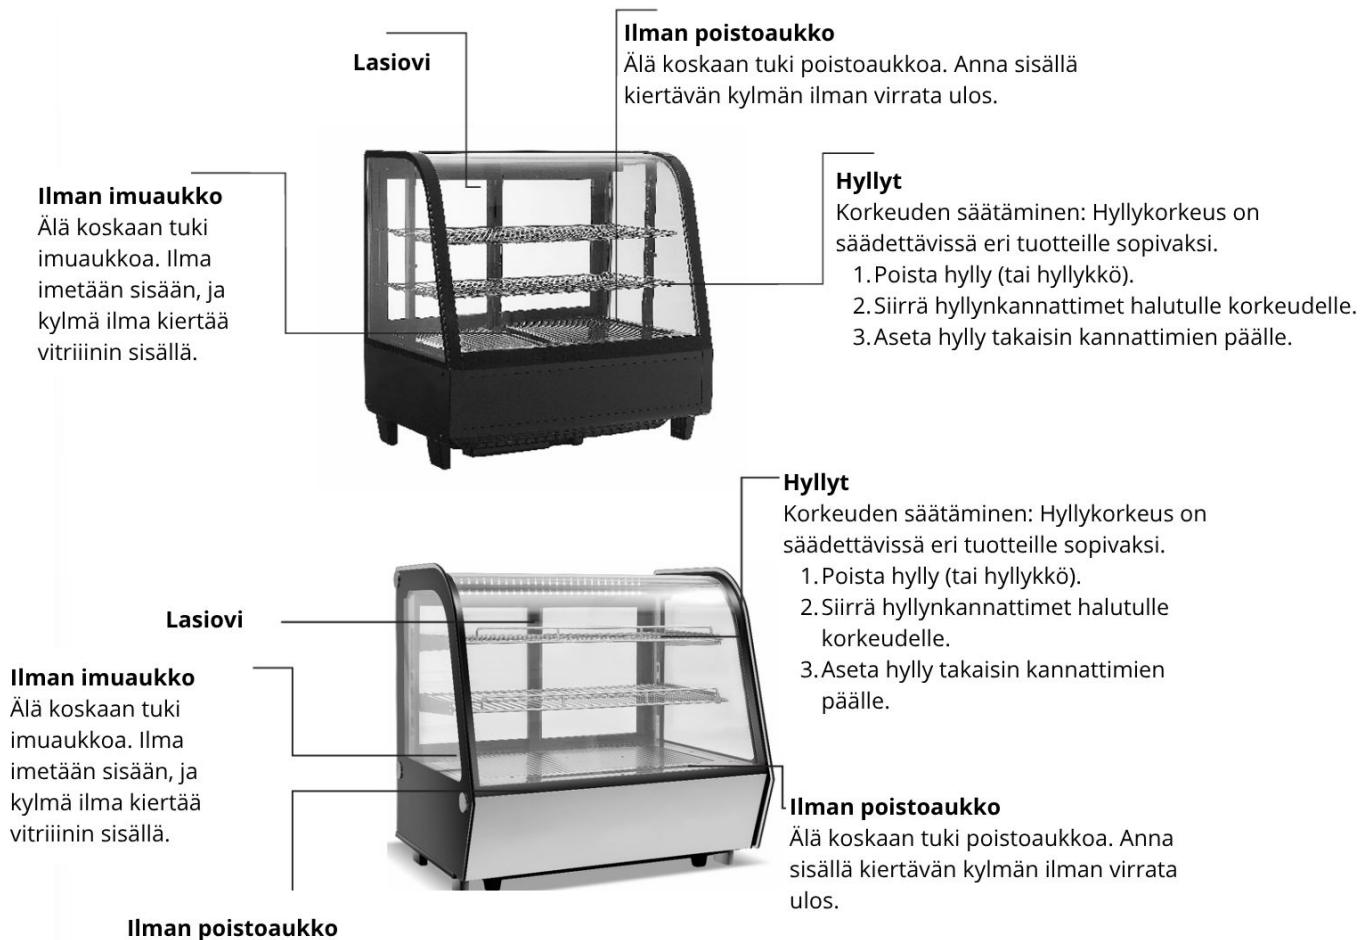 Lasiovi
Ilman poistoaukko
Älä koskaan tuki poistoaukkoa. Anna sisällä
kiertävän kylmän ilman virrata ulos.
Ilman imuaukko
Älä koskaan tuki
imuaukkoa. Ilma
imetään sisään, ja
kylmä ilma kiertää
vitriiinin sisällä.
Hyllyt
Korkeuden säätäminen: Hyllykorkeus on
säädettävissä eri tuotteille sopivaksi.
1. Poista hylly (tai hyllykkö).
2. Siirrä hyllynkannattimet halutulle korkeudelle.
3. Aseta hylly takaisin kannattimien päälle.
Hyllyt
Korkeuden säätäminen: Hyllykorkeus on
säädettävissä eri tuotteille sopivaksi.
1. Poista hylly (tai hyllykkö).
2. Siirrä hyllynkannattimet halutulle
korkeudelle.
3. Aseta hylly takaisin kannattimien
päälle.
Lasiovi
Ilman imuaukko
Älä koskaan tuki
imuaukkoa. Ilma
imetään sisään, ja
kylmä ilma kiertää
vitriiinin sisällä.
Ilman poistoaukko
Älä koskaan tuki poistoaukkoa. Anna
sisällä kiertävän kylmän ilman virrata
ulos.
Ilman poistoaukko